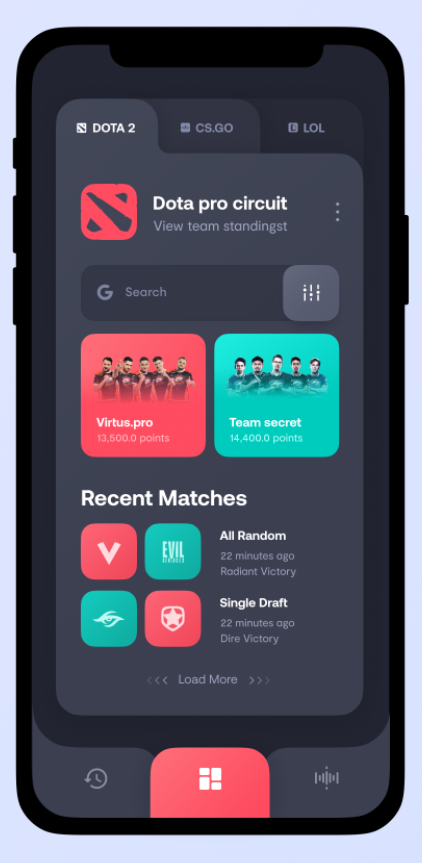 DOTA 2
CS.GO
LOL
Dota pro circuit
View team standingst
Search
Virtus.pro
13,500.0 points
Team secret
14,400.0 points
Recent Matches
EVIL
All Random
22 minutes ago
Radiant Victory
Single Draft
22 minutes ago
Dire Victory
‹‹‹ Load More ›››